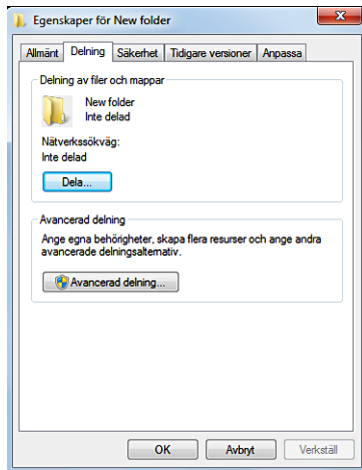 Egenskaper för New folder
Allmänt Delning Säkerhet Tidigare versioner Anpassa
Delning av filer och mappar
New folder
Inte delad
Nätverkssökväg:
Inte delad
Dela...
Avancerad delning
Ange egna behörigheter, skapa flera resurser och ange andra
avancerade delningsalternativ.
Avancerad delning...
OK Avbryt Verkställ